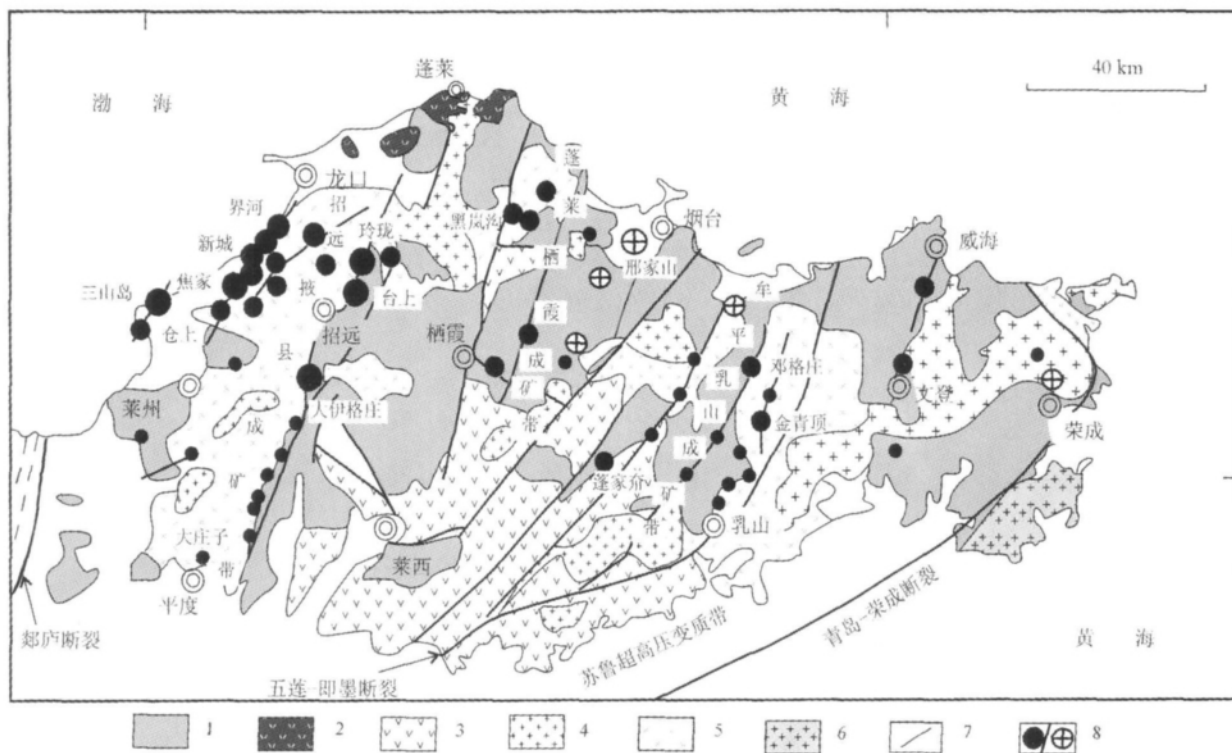 蓬莱
渤 海
黄 海
40 km
龙口
界河
招
远
掖
县
成
矿
带
新城
玲珑
黑岚沟
蓬
莱
栖
霞
成
矿
带
烟台
邢家山
威海
三山岛
焦家
仓上
台上
招远
栖霞
牟
平
乳
山
成
矿
带
邓格庄
莱州
大伊格庄
金青顶
文登
荣成
蓬家夼
大庄子
乳山
莱西
平度
郯庐断裂
五莲-即墨断裂
苏鲁超高压变质带
青岛-荣成断裂
黄 海
1 2 3 4 5 6 7 8